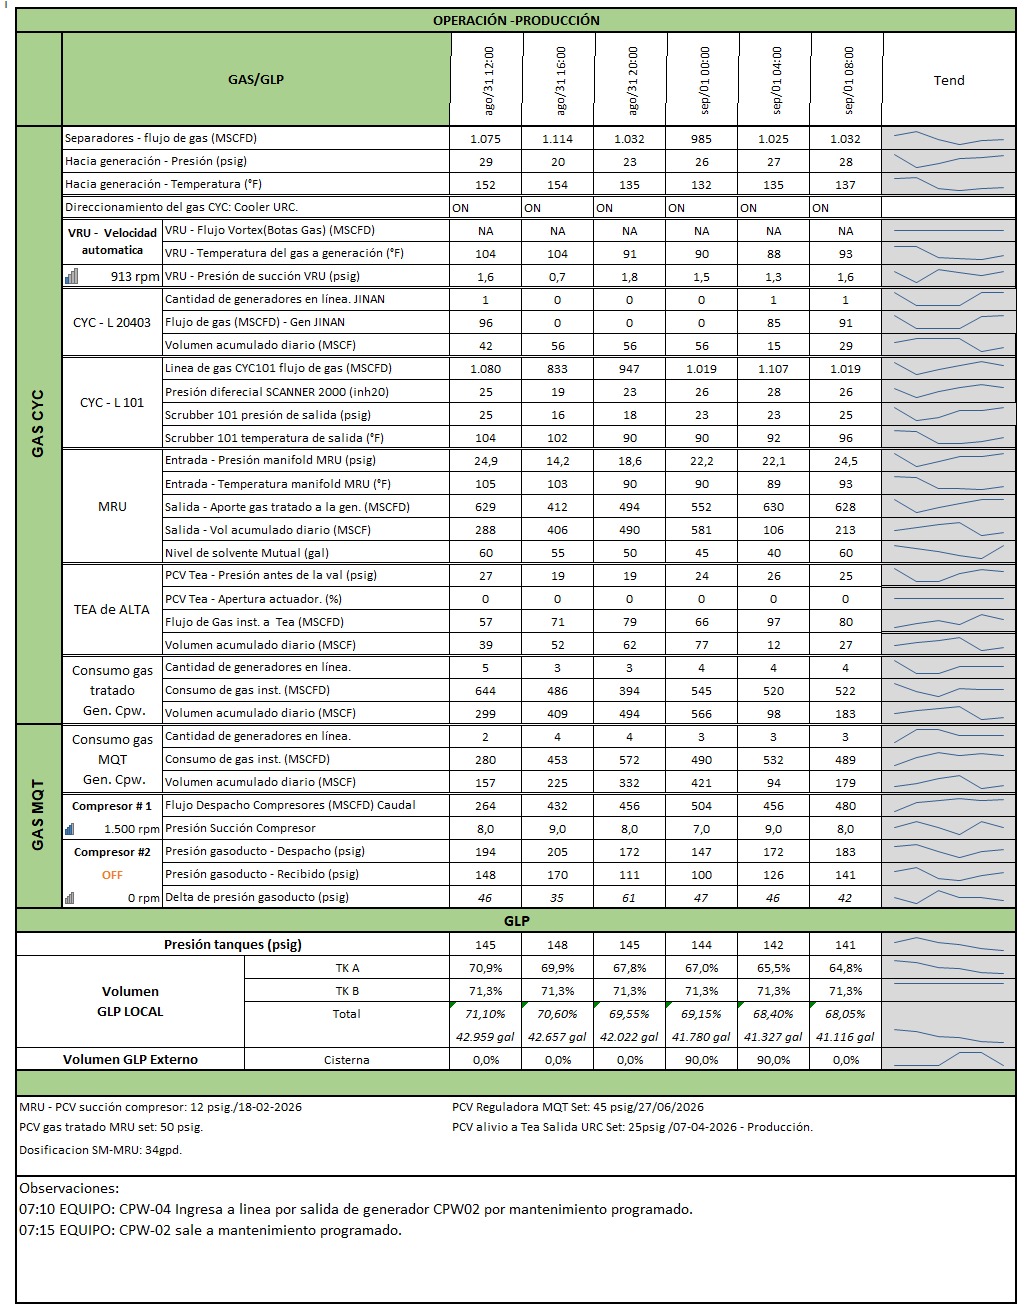 OPERACIÓN -PRODUCCIÓN
GAS/GLP ago/31 12:00 ago/31 16:00 ago/31 20:00 sep/01 00:00 sep/01 04:00 sep/01 08:00 Tend
GAS CYC
Separadores - flujo de gas (MSCFD) 1.075 1.114 1.032 985 1.025 1.032
Hacia generación - Presión (psig) 29 20 23 26 27 28
Hacia generación - Temperatura (°F) 152 154 135 132 135 137
Direccionamiento del gas CYC: Cooler URC. ON ON ON ON ON ON
VRU - Velocidad automatica
913 rpm
VRU - Flujo Vortex(Botas Gas) (MSCFD) NA NA NA NA NA NA
VRU - Temperatura del gas a generación (°F) 104 104 91 90 88 93
VRU - Presión de succión VRU (psig) 1,6 0,7 1,8 1,5 1,3 1,6
CYC - L 20403
Cantidad de generadores en línea. JINAN 1 0 0 0 1 1
Flujo de gas (MSCFD) - Gen JINAN 96 0 0 0 85 91
Volumen acumulado diario (MSCF) 42 56 56 56 15 29
CYC - L 101
Linea de gas CYC101 flujo de gas (MSCFD) 1.080 833 947 1.019 1.107 1.019
Presión diferecial SCANNER 2000 (inh20) 25 19 23 26 28 26
Scrubber 101 presión de salida (psig) 25 16 18 23 23 25
Scrubber 101 temperatura de salida (°F) 104 102 90 90 92 96
MRU
Entrada - Presión manifold MRU (psig) 24,9 14,2 18,6 22,2 22,1 24,5
Entrada - Temperatura manifold MRU (°F) 105 103 90 90 89 93
Salida - Aporte gas tratado a la gen. (MSCFD) 629 412 494 552 630 628
Salida - Vol acumulado diario (MSCF) 288 406 490 581 106 213
Nivel de solvente Mutual (gal) 60 55 50 45 40 60
TEA de ALTA
PCV Tea - Presión antes de la val (psig) 27 19 19 24 26 25
PCV Tea - Apertura actuador. (%) 0 0 0 0 0 0
Flujo de Gas inst. a Tea (MSCFD) 57 71 79 66 97 80
Volumen acumulado diario (MSCF) 39 52 62 77 12 27
Consumo gas tratado Gen. Cpw.
Cantidad de generadores en línea. 5 3 3 4 4 4
Consumo de gas inst. (MSCFD) 644 486 394 545 520 522
Volumen acumulado diario (MSCF) 299 409 494 566 98 183
GAS MQT
Consumo gas MQT Gen. Cpw.
Cantidad de generadores en línea. 2 4 4 3 3 3
Consumo de gas inst. (MSCFD) 280 453 572 490 532 489
Volumen acumulado diario (MSCF) 157 225 332 421 94 179
Compresor # 1
1.500 rpm
Flujo Despacho Compresores (MSCFD) Caudal 264 432 456 504 456 480
Presión Succión Compresor 8,0 9,0 8,0 7,0 9,0 8,0
Compresor #2
OFF
0 rpm
Presión gasoducto - Despacho (psig) 194 205 172 147 172 183
Presión gasoducto - Recibido (psig) 148 170 111 100 126 141
Delta de presión gasoducto (psig) 46 35 61 47 46 42
GLP
Presión tanques (psig) 145 148 145 144 142 141
Volumen
GLP LOCAL
TK A 70,9% 69,9% 67,8% 67,0% 65,5% 64,8%
TK B 71,3% 71,3% 71,3% 71,3% 71,3% 71,3%
Total 71,10% 70,60% 69,55% 69,15% 68,40% 68,05%
42.959 gal 42.657 gal 42.022 gal 41.780 gal 41.327 gal 41.116 gal
Volumen GLP Externo Cisterna 0,0% 0,0% 0,0% 90,0% 90,0% 0,0%
MRU - PCV succión compresor: 12 psig./18-02-2026 PCV Reguladora MQT Set: 45 psig/27/06/2026
PCV gas tratado MRU set: 50 psig. PCV alivio a Tea Salida URC Set: 25psig /07-04-2026 - Producción.
Dosificacion SM-MRU: 34gpd.
Observaciones:
07:10 EQUIPO: CPW-04 Ingresa a linea por salida de generador CPW02 por mantenimiento programado.
07:15 EQUIPO: CPW-02 sale a mantenimiento programado.